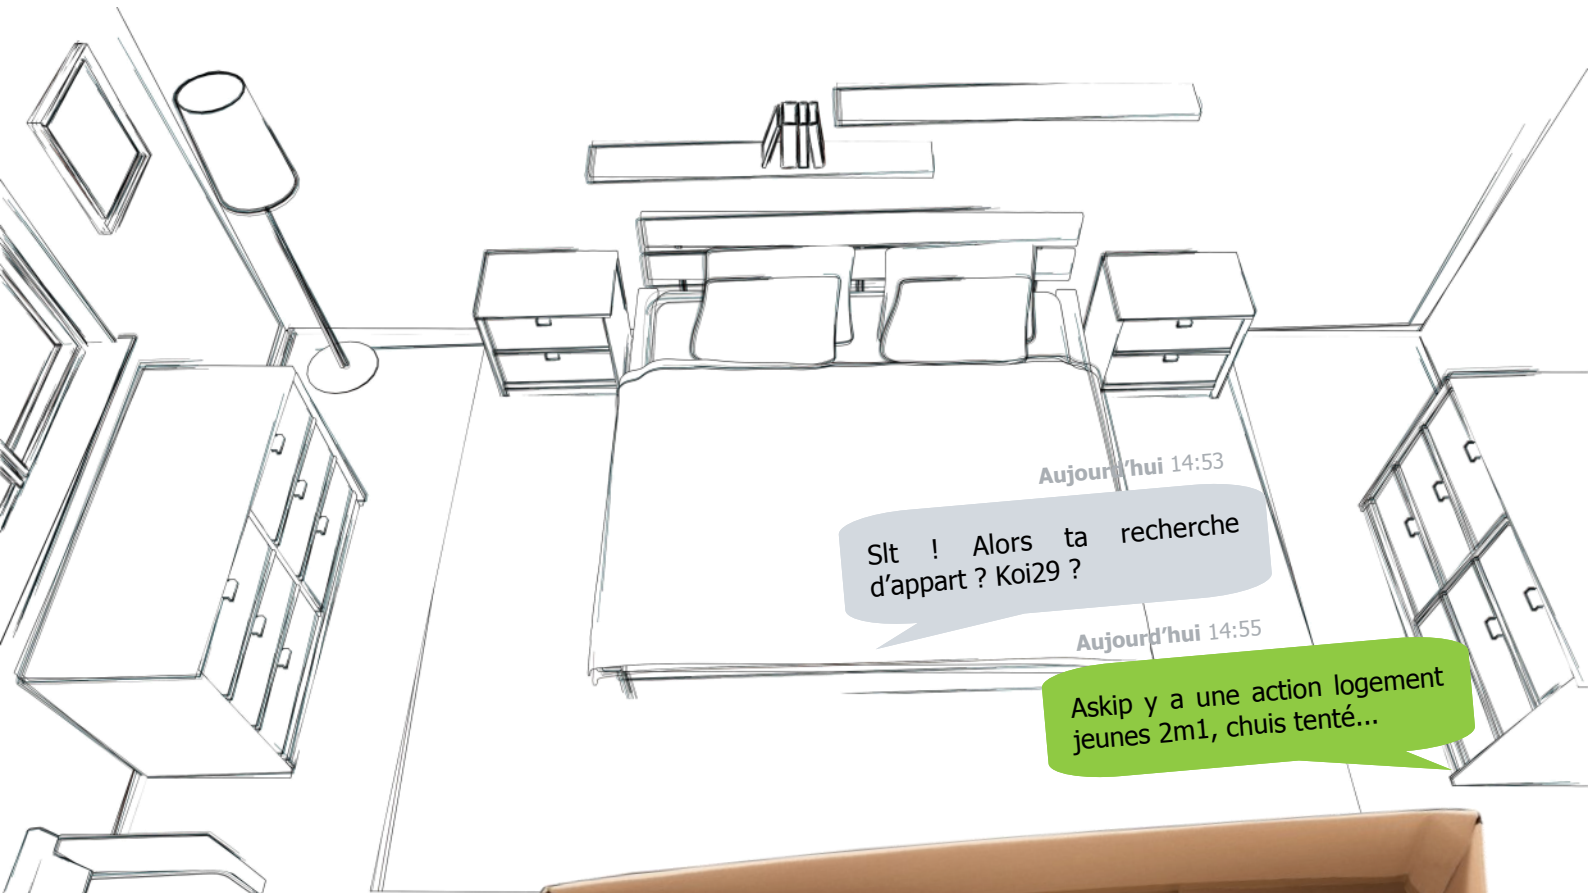 Aujourd’hui 14:53
Slt ! Alors ta recherche
d’appart ? Koi29 ?
Aujourd’hui 14:55
Askip y a une action logement
jeunes 2m1, chuis tenté...